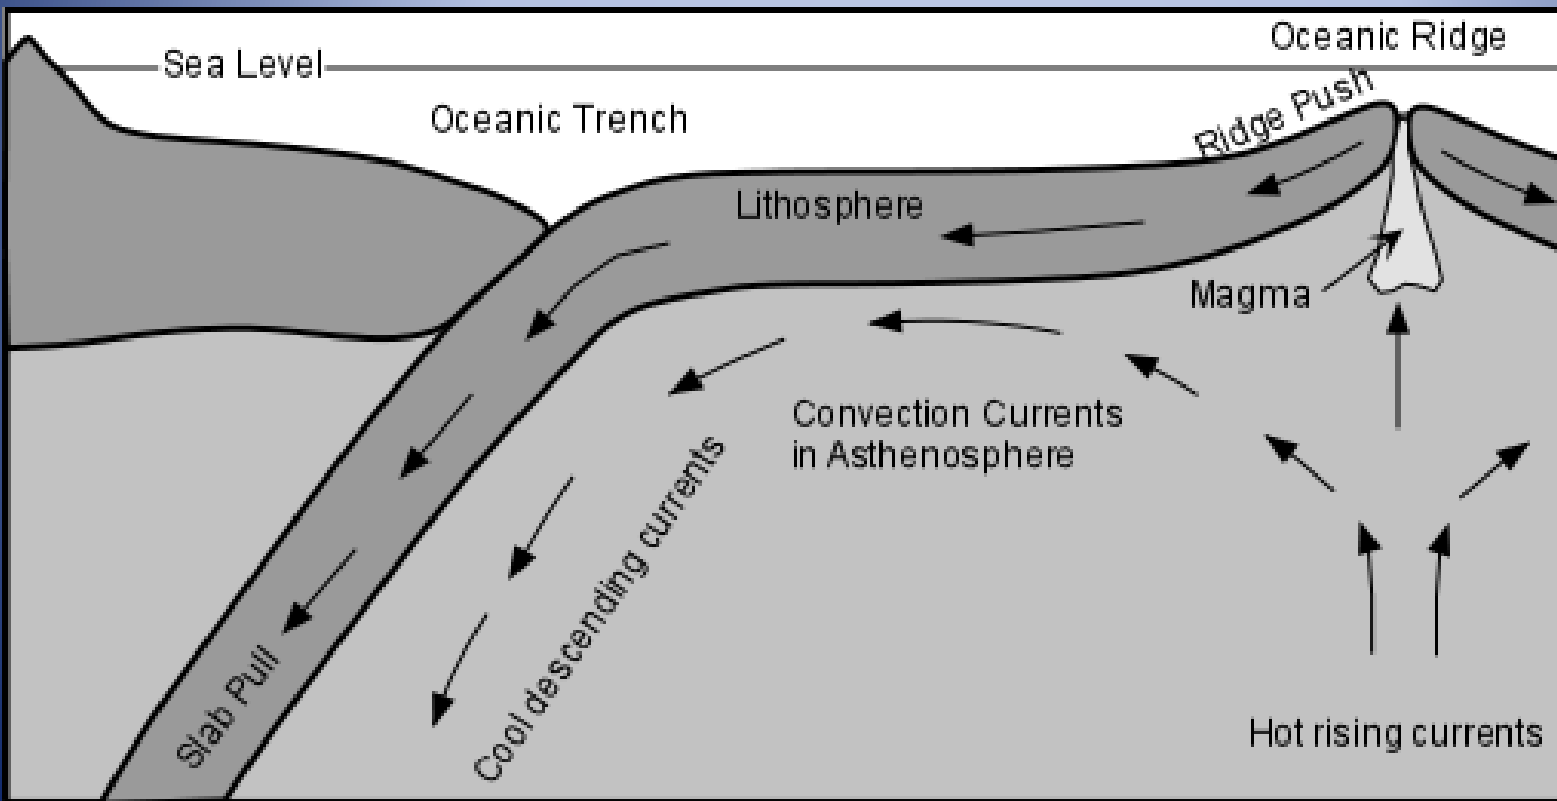 Oceanic Ridge
Sea Level
Ridge Push
Oceanic Trench
Lithosphere
Magma
Convection Currents
in Asthenosphere
Cool descending currents
Slab Pull
Hot rising currents